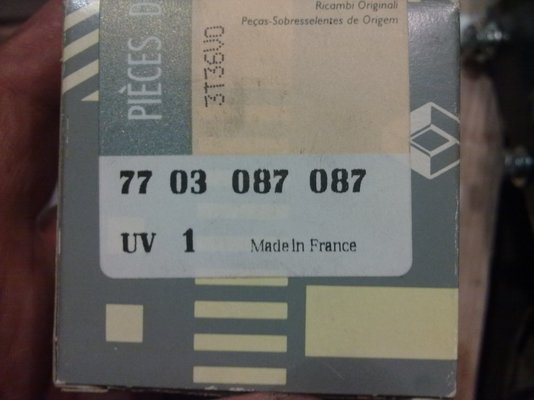 Ricambi Originali
Peças-Sobresselentes de Origem
PIÈCES D
3T36V0
77 03 087 087
UV 1 Made in France